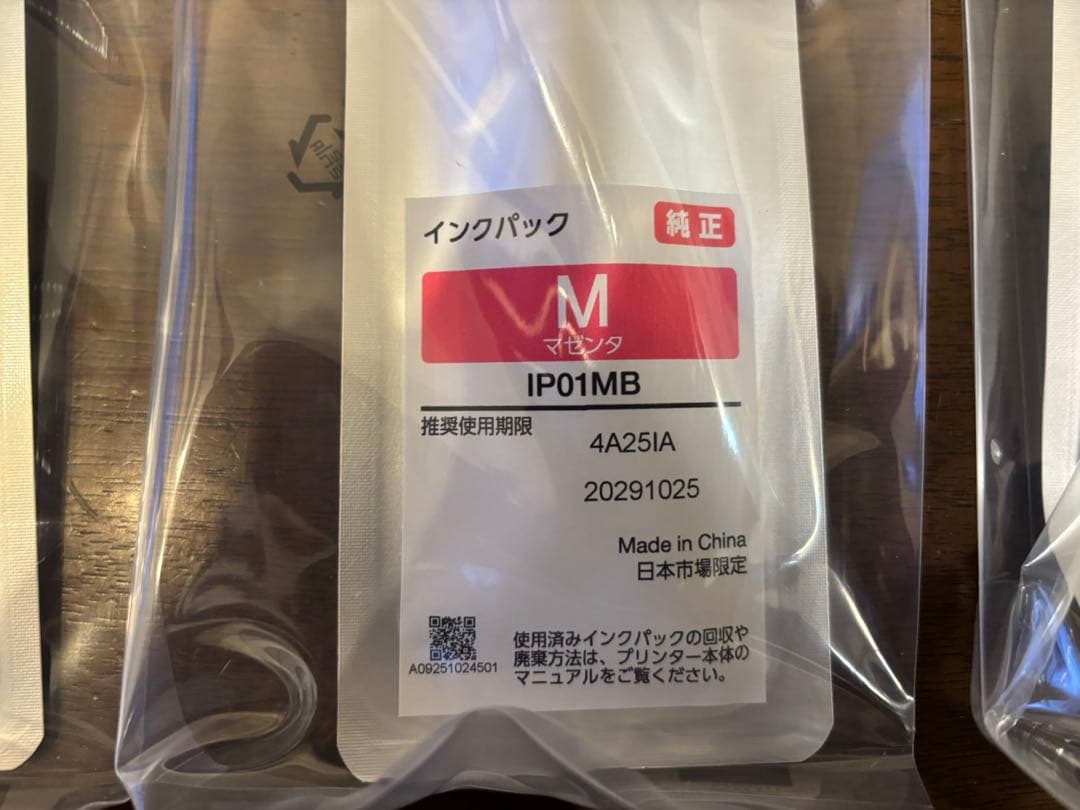 インクパック
純正
M
マゼンタ
IP01MB
推奨使用期限
4A25IA
20291025
Made in China
日本市場限定
A09251024501
使用済みインクパックの回収や
廃棄方法は、プリンター本体の
マニュアルをご覧ください。